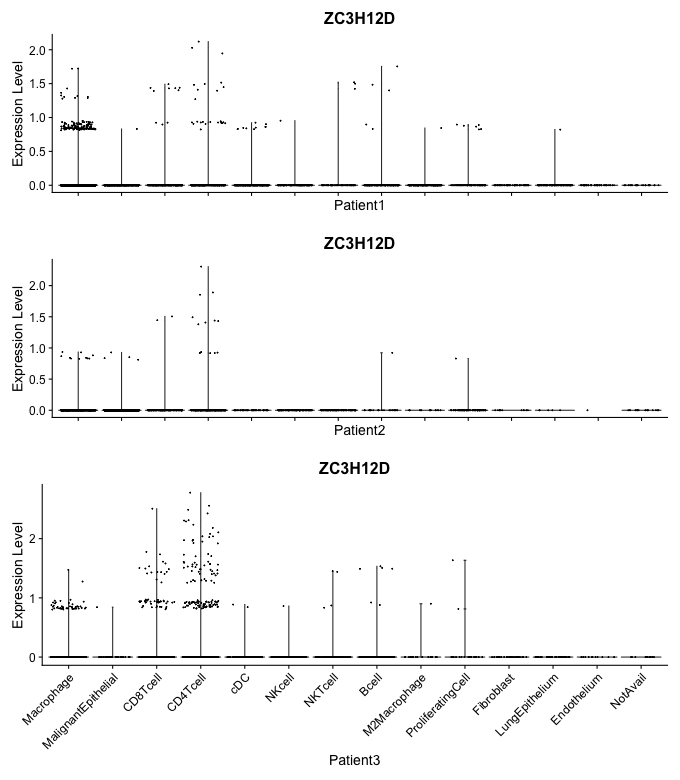 ZC3H12D
Expression Level
2.0
1.5
1.0
0.5
0.0
Patient1
ZC3H12D
Expression Level
2.0
1.5
1.0
0.5
0.0
Patient2
ZC3H12D
Expression Level
2
1
0
Macrophage
MalignantEpithelial
CD8Tcell
CD4Tcell
cDC
NKcell
NKTcell
Bcell
M2Macrophage
ProliferatingCell
Fibroblast
LungEpithelium
Endothelium
NotAvail
Patient3